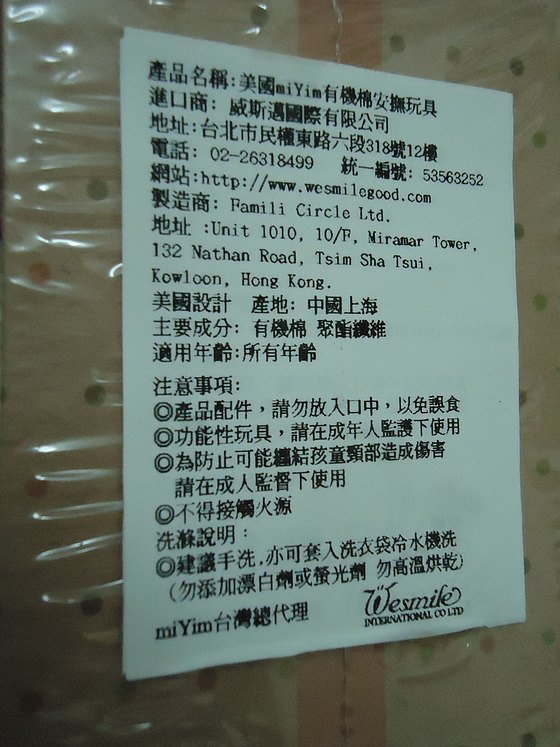 產品名稱:美國miYim有機棉安撫玩具
進口商: 威斯邁國際有限公司
地址:台北市民權東路六段318號12樓
電話: 02-26318499 統一編號: 53563252
網站:http://www.wesmilegood.com
製造商: Famili Circle Ltd.
地址 :Unit 1010, 10/F, Miramar Tower,
132 Nathan Road, Tsim Sha Tsui,
Kowloon, Hong Kong.
美國設計 產地: 中國上海
主要成分: 有機棉 聚酯纖維
適用年齡:所有年齡
注意事項:
◎產品配件，請勿放入口中，以免誤食
◎功能性玩具，請在成年人監護下使用
◎為防止可能纏結孩童頸部造成傷害
請在成人監督下使用
◎不得接觸火源
洗滌說明：
◎建議手洗.亦可套入洗衣袋冷水機洗
(勿添加漂白劑或螢光劑 勿高溫烘乾)
miYim台灣總代理
Wesmile
INTERNATIONAL CO LTD